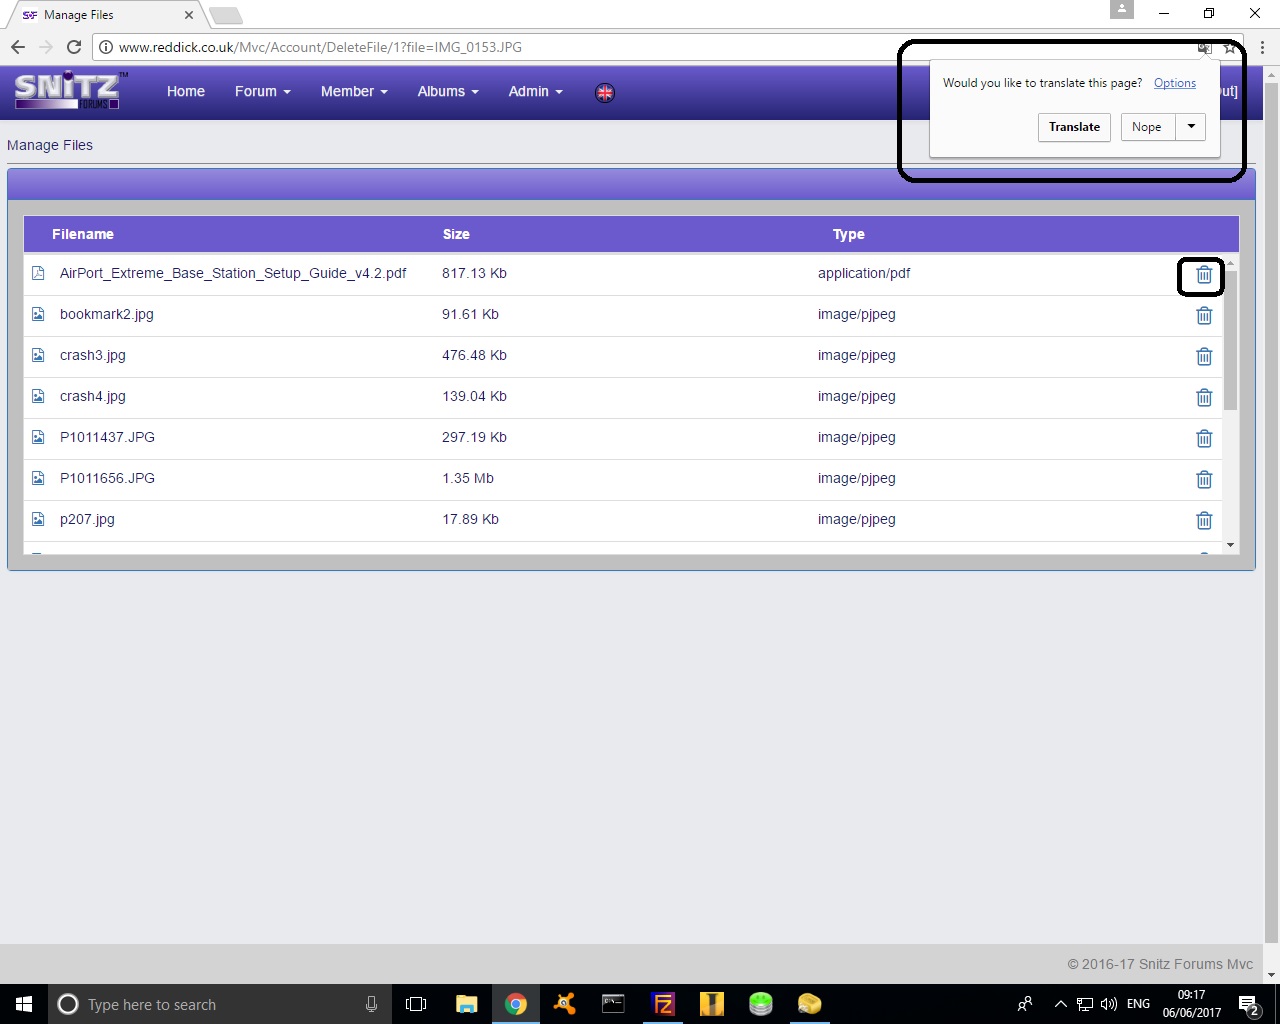 Manage Files
www.reddick.co.uk/Mvc/Account/DeleteFile/1?file=IMG_0153.JPG
SNiTZ™
FORUMS
Home Forum Member Albums Admin
Would you like to translate this page? Options
Translate Nope
Manage Files
Filename Size Type
AirPort_Extreme_Base_Station_Setup_Guide_v4.2.pdf 817.13 Kb application/pdf
bookmark2.jpg 91.61 Kb image/pjpeg
crash3.jpg 476.48 Kb image/pjpeg
crash4.jpg 139.04 Kb image/pjpeg
P1011437.JPG 297.19 Kb image/pjpeg
P1011656.JPG 1.35 Mb image/pjpeg
p207.jpg 17.89 Kb image/pjpeg
© 2016-17 Snitz Forums Mvc
Type here to search
ENG
09:17
06/06/2017
2